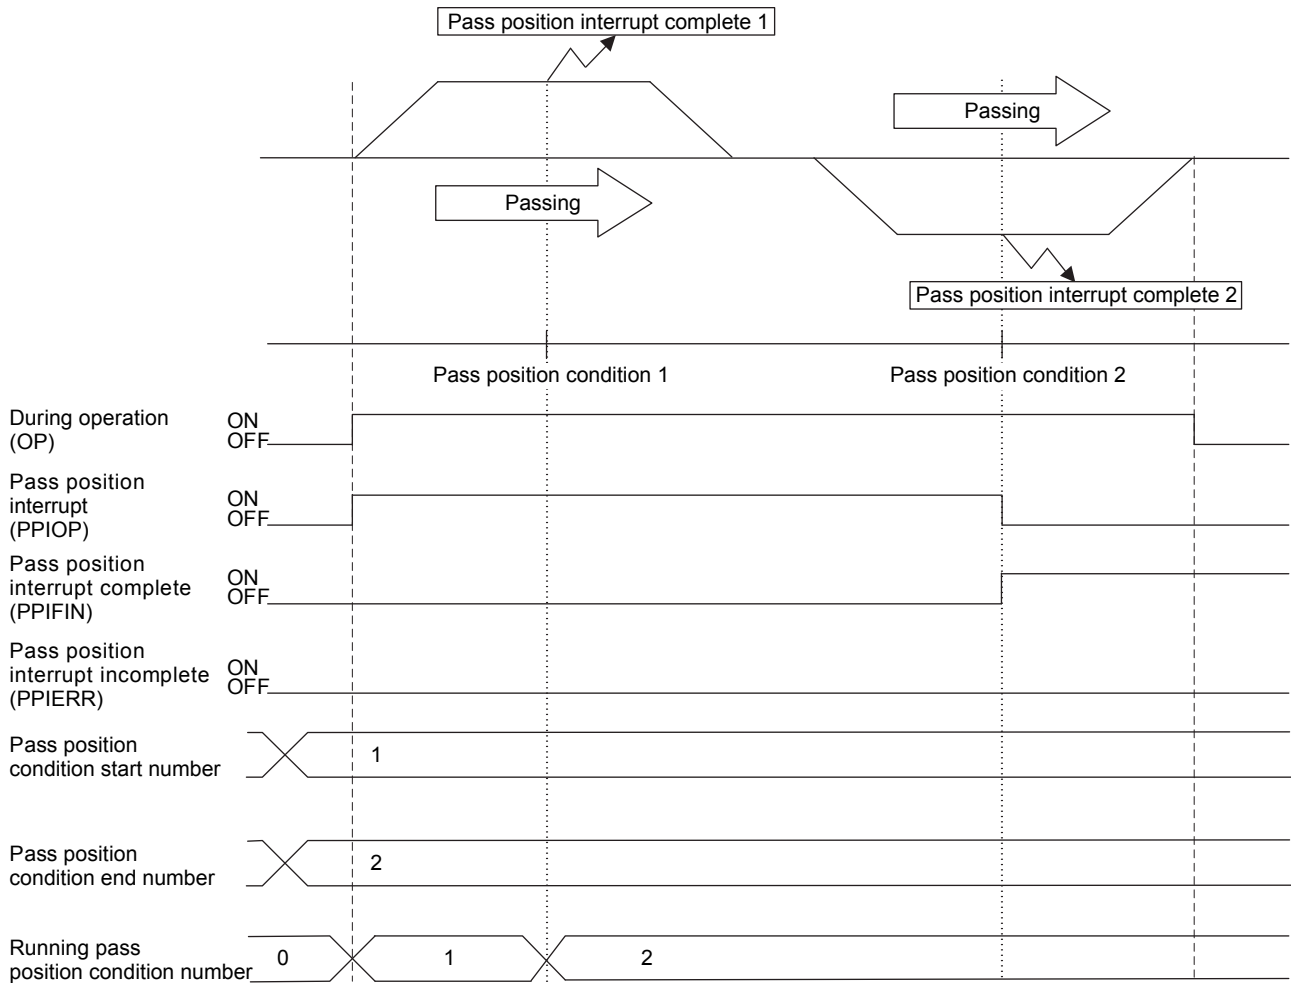 Pass position interrupt complete 1
Passing
Passing
Pass position interrupt complete 2
Pass position condition 1
Pass position condition 2
During operation
(OP)
ON
OFF
Pass position
interrupt
(PPIOP)
ON
OFF
Pass position
interrupt complete
(PPIFIN)
ON
OFF
Pass position
interrupt incomplete
(PPIERR)
ON
OFF
Pass position
condition start number
1
Pass position
condition end number
2
Running pass
position condition number
0
1
2